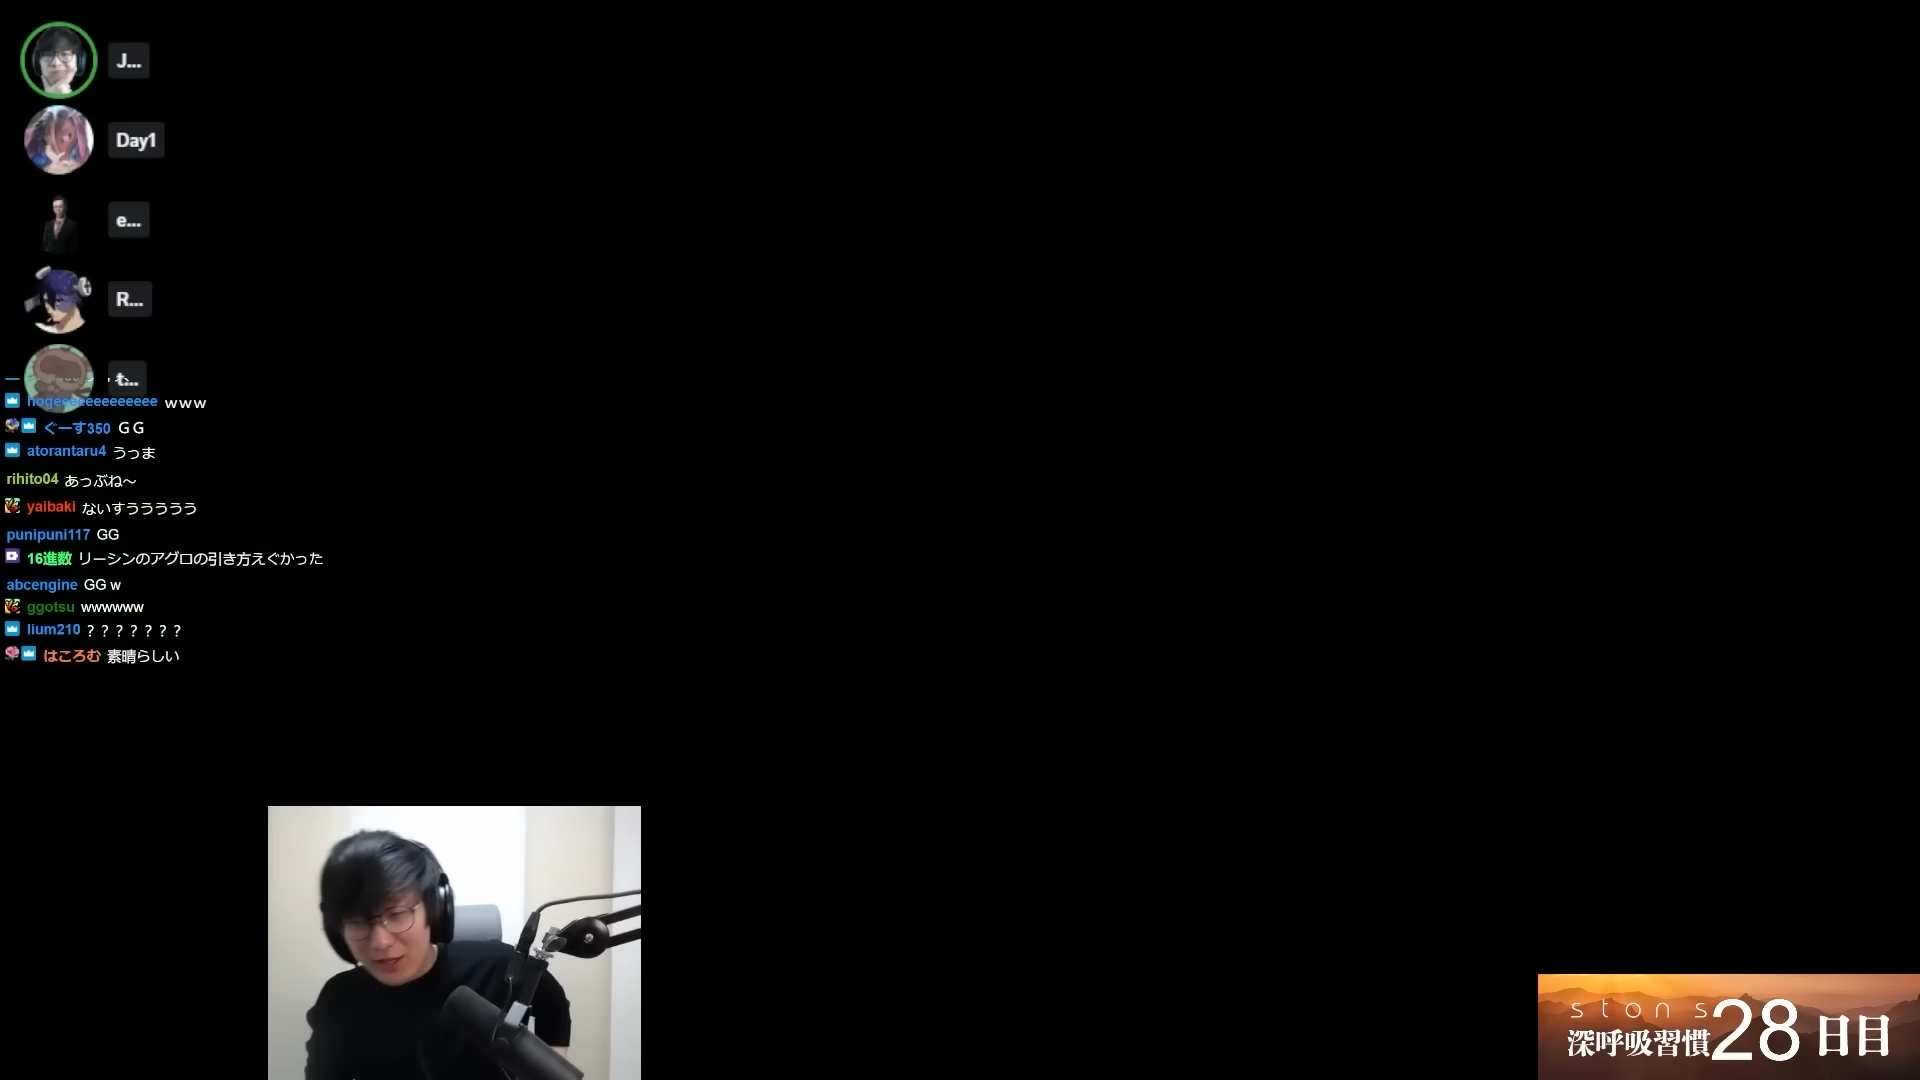 J...
Day1
e...
R...
t...
hogeeeeeeeeeeeee ｗｗｗ
ぐーす350 ＧＧ
atorantaru4 うっま
rihito04 あっぶね～
yaibaki ないすううううう
punipuni117 GG
16進数 リーシンのアグロの引き方えぐかった
abcengine GG w
ggotsu wwwwww
lium210 ？？？？？？？
はころむ 素晴らしい
stons
深呼吸習慣28日目